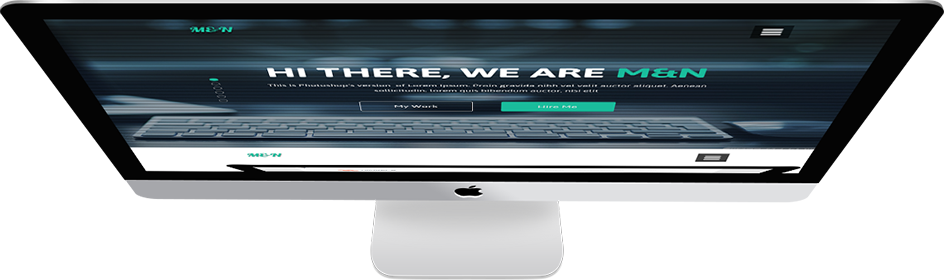 M&N
HI THERE, WE ARE M&N
This is Photoshop's version of Lorem Ipsum. Proin gravida nibh vel velit auctor aliquet. Aenean
sollicitudin, lorem quis bibendum auctor, nisi elit
My Work
Hire Me
M&N